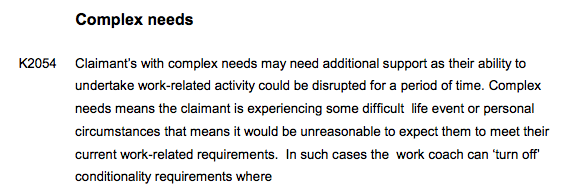 Complex needs
K2054 Claimant's with complex needs may need additional support as their ability to
undertake work-related activity could be disrupted for a period of time. Complex
needs means the claimant is experiencing some difficult  life event or personal
circumstances that means it would be unreasonable to expect them to meet their
current work-related requirements.  In such cases the  work coach can ‘turn off’
conditionality requirements where